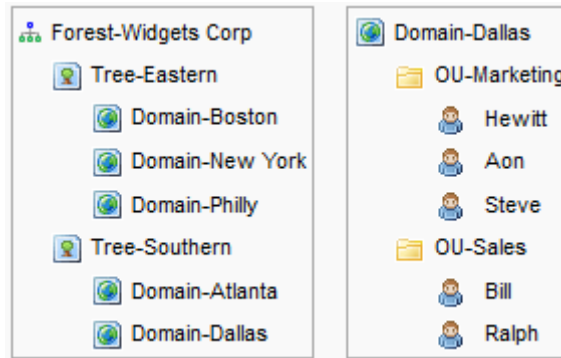 Forest-Widgets Corp
Tree-Eastern
Domain-Boston
Domain-New York
Domain-Philly
Tree-Southern
Domain-Atlanta
Domain-Dallas
Domain-Dallas
OU-Marketing
Hewitt
Aon
Steve
OU-Sales
Bill
Ralph